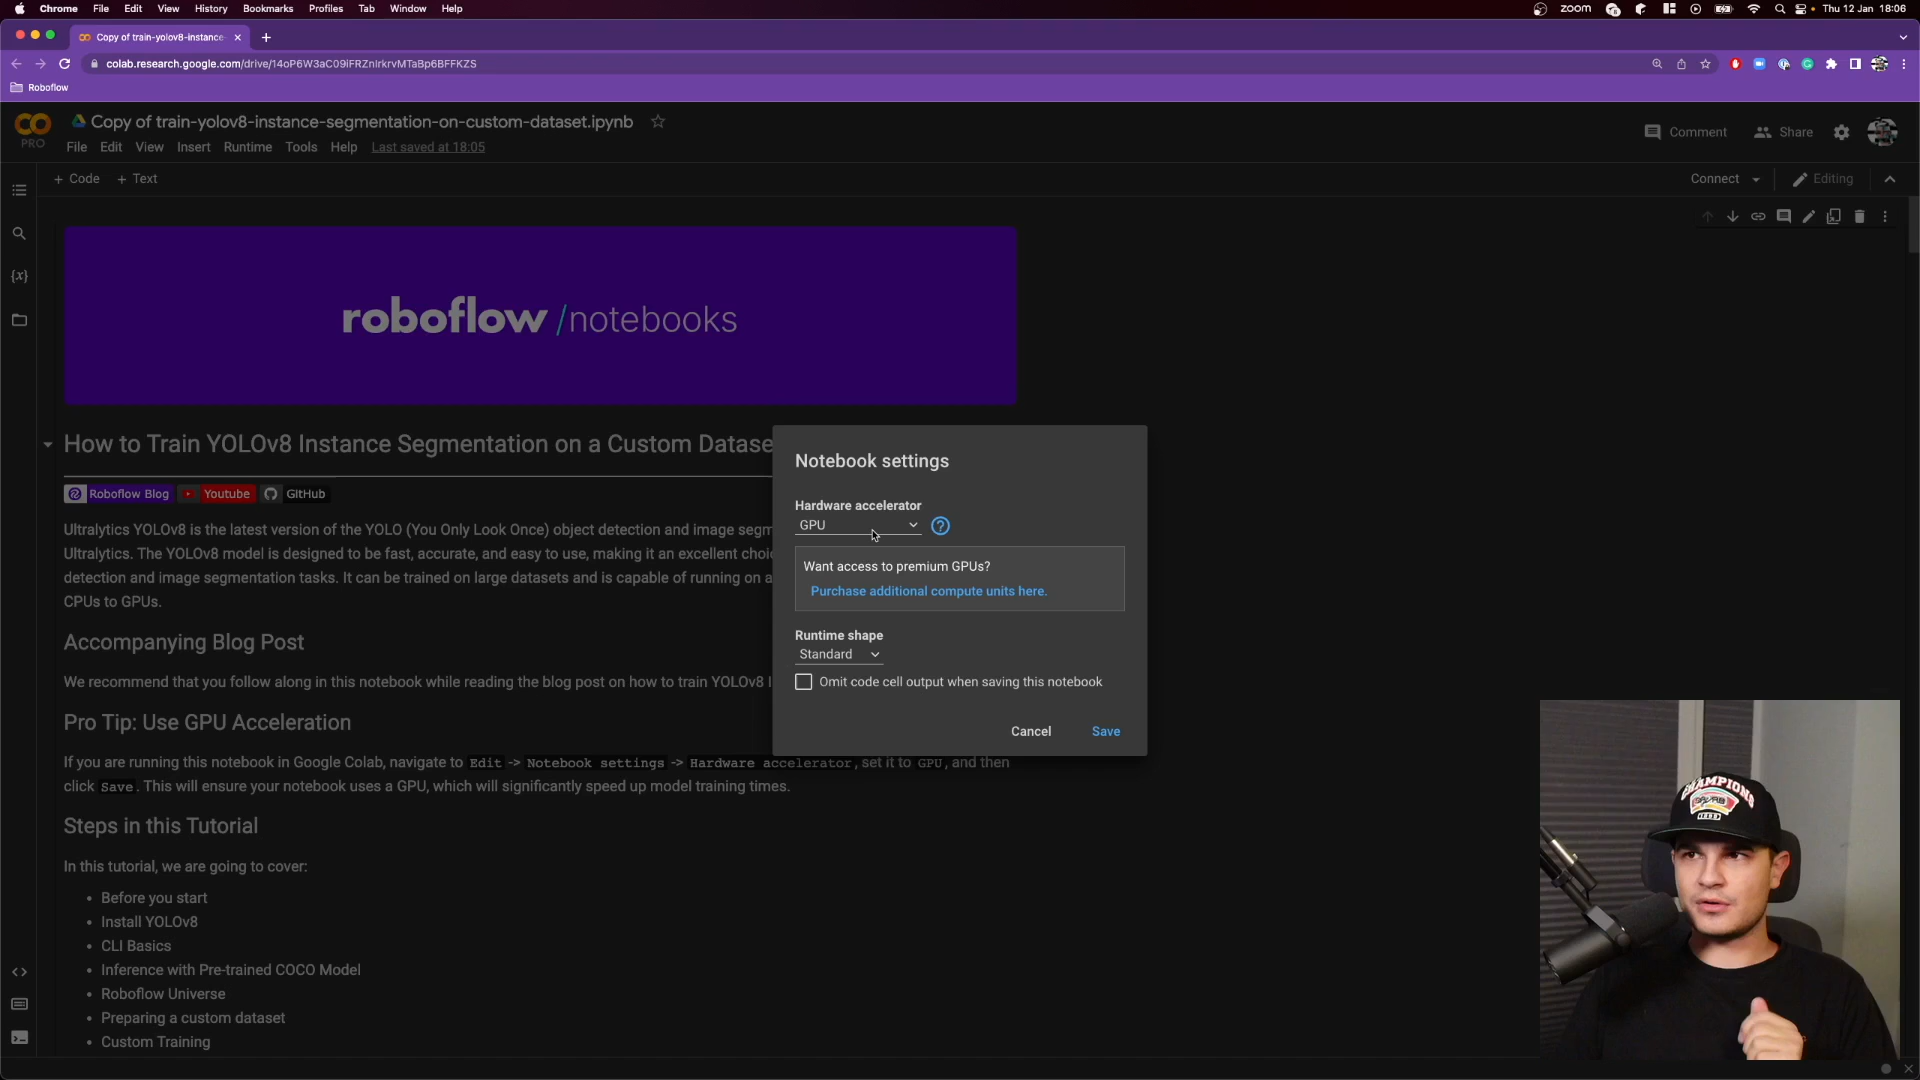 Chrome File Edit View History Bookmarks Profiles Tab Window Help
zoom
Thu 12 Jan 18:06
Copy of train-yolov8-instance-
colab.research.google.com/drive/14oP6W3aC09iFRZnIrkrvMTaBp6BFFKZS
Roboflow
CO
PRO
Copy of train-yolov8-instance-segmentation-on-custom-dataset.ipynb
File Edit View Insert Runtime Tools Help Last saved at 18:05
Comment
Share
+ Code + Text
Connect
Editing
{x}
roboflow /notebooks
How to Train YOLOv8 Instance Segmentation on a Custom Datase
Roboflow Blog Youtube GitHub
Ultralytics YOLOv8 is the latest version of the YOLO (You Only Look Once) object detection and image segm
Ultralytics. The YOLOv8 model is designed to be fast, accurate, and easy to use, making it an excellent choi
detection and image segmentation tasks. It can be trained on large datasets and is capable of running on a
CPUs to GPUs.
Accompanying Blog Post
We recommend that you follow along in this notebook while reading the blog post on how to train YOLOv8 I
Pro Tip: Use GPU Acceleration
If you are running this notebook in Google Colab, navigate to Edit -> Notebook settings -> Hardware accelerator, set it to GPU, and then
click Save. This will ensure your notebook uses a GPU, which will significantly speed up model training times.
Steps in this Tutorial
In this tutorial, we are going to cover:
• Before you start
• Install YOLOv8
• CLI Basics
• Inference with Pre-trained COCO Model
• Roboflow Universe
• Preparing a custom dataset
• Custom Training
Notebook settings
Hardware accelerator
GPU
?
Want access to premium GPUs?
Purchase additional compute units here.
Runtime shape
Standard
Omit code cell output when saving this notebook
Cancel Save
CHAMPIONS